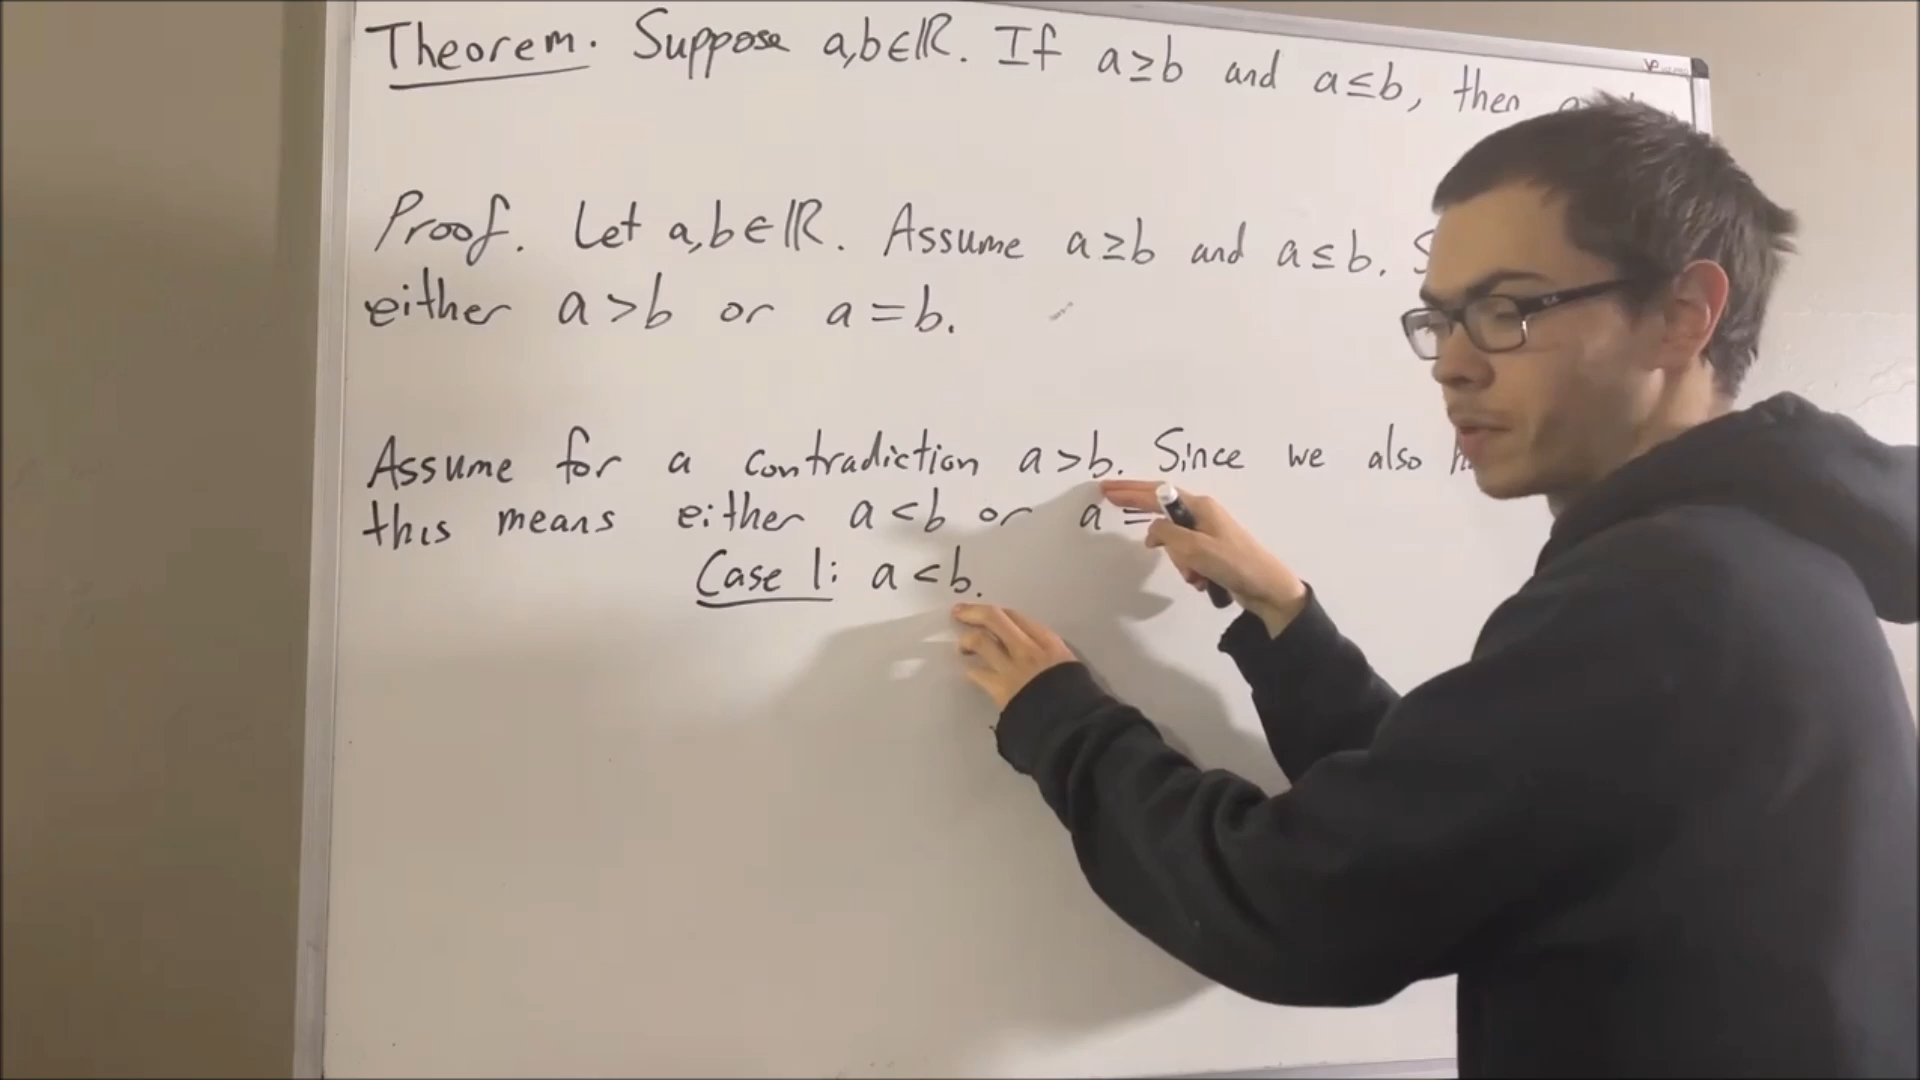 Theorem. Suppose a,b∈ℝ. If a≥b and a≤b, then
Proof. Let a,b∈ℝ. Assume a≥b and a≤b.
either a>b or a=b.
Assume for a contradiction a>b. Since we also
this means either a<b or a=
Case 1: a<b.